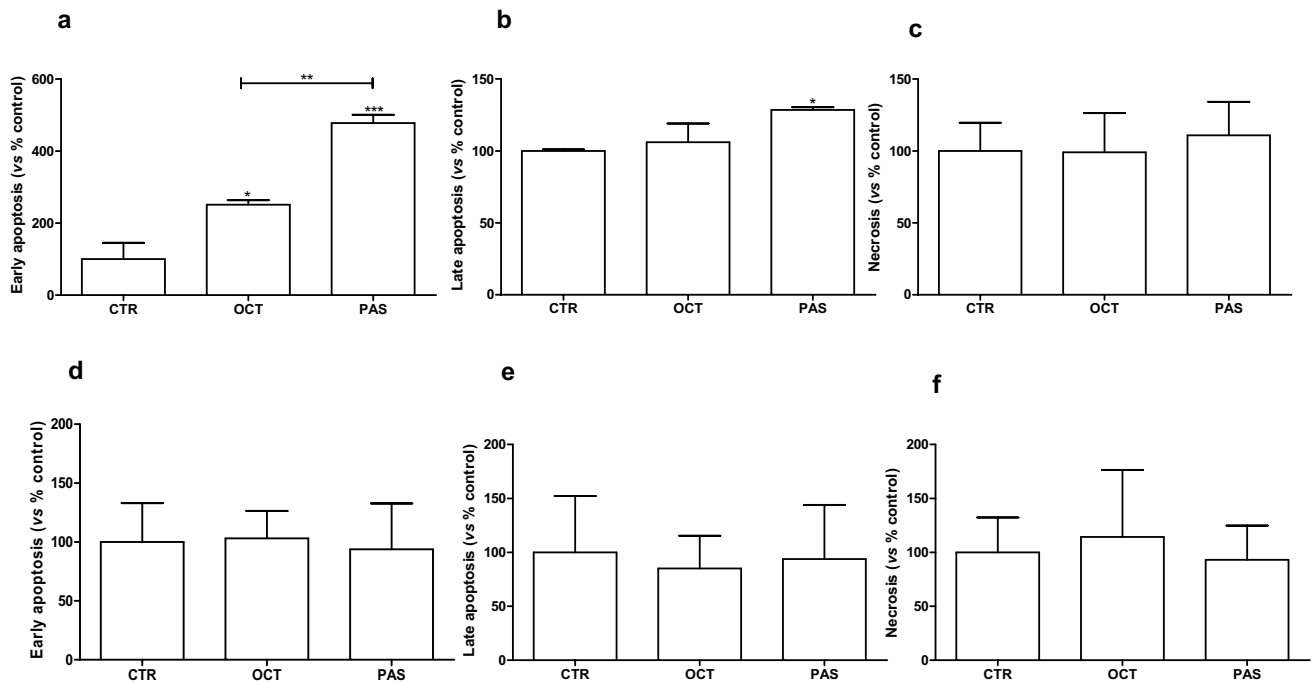 a
Early apoptosis (vs % control)
600
400
200
0
**
*
***
CTR OCT PAS
b
Late apoptosis (vs % control)
150
100
50
0
*
CTR OCT PAS
c
Necrosis (vs % control)
150
100
50
0
CTR OCT PAS
d
Early apoptosis (vs % control)
200
150
100
50
0
CTR OCT PAS
e
Late apoptosis (vs % control)
200
150
100
50
0
CTR OCT PAS
f
Necrosis (vs % control)
200
150
100
50
0
CTR OCT PAS